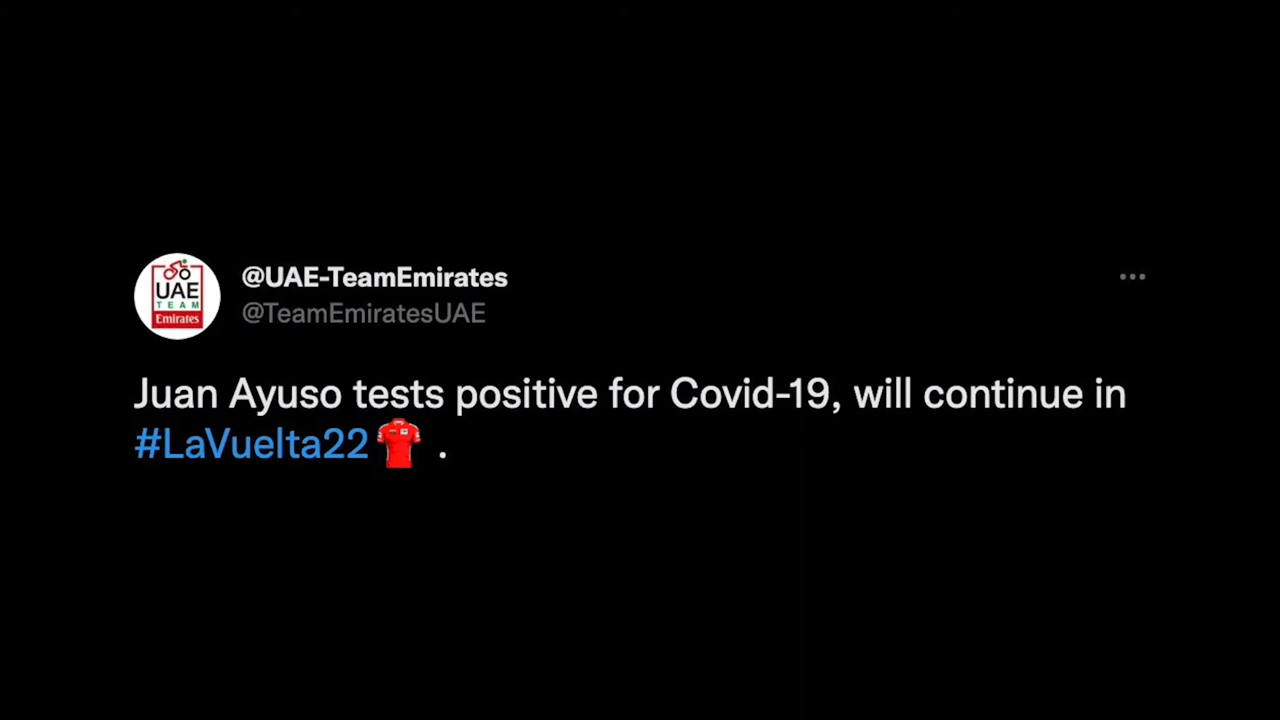 UAE
TEAM
Emirates
@UAE-TeamEmirates
@TeamEmiratesUAE
Juan Ayuso tests positive for Covid-19, will continue in
#LaVuelta22 .